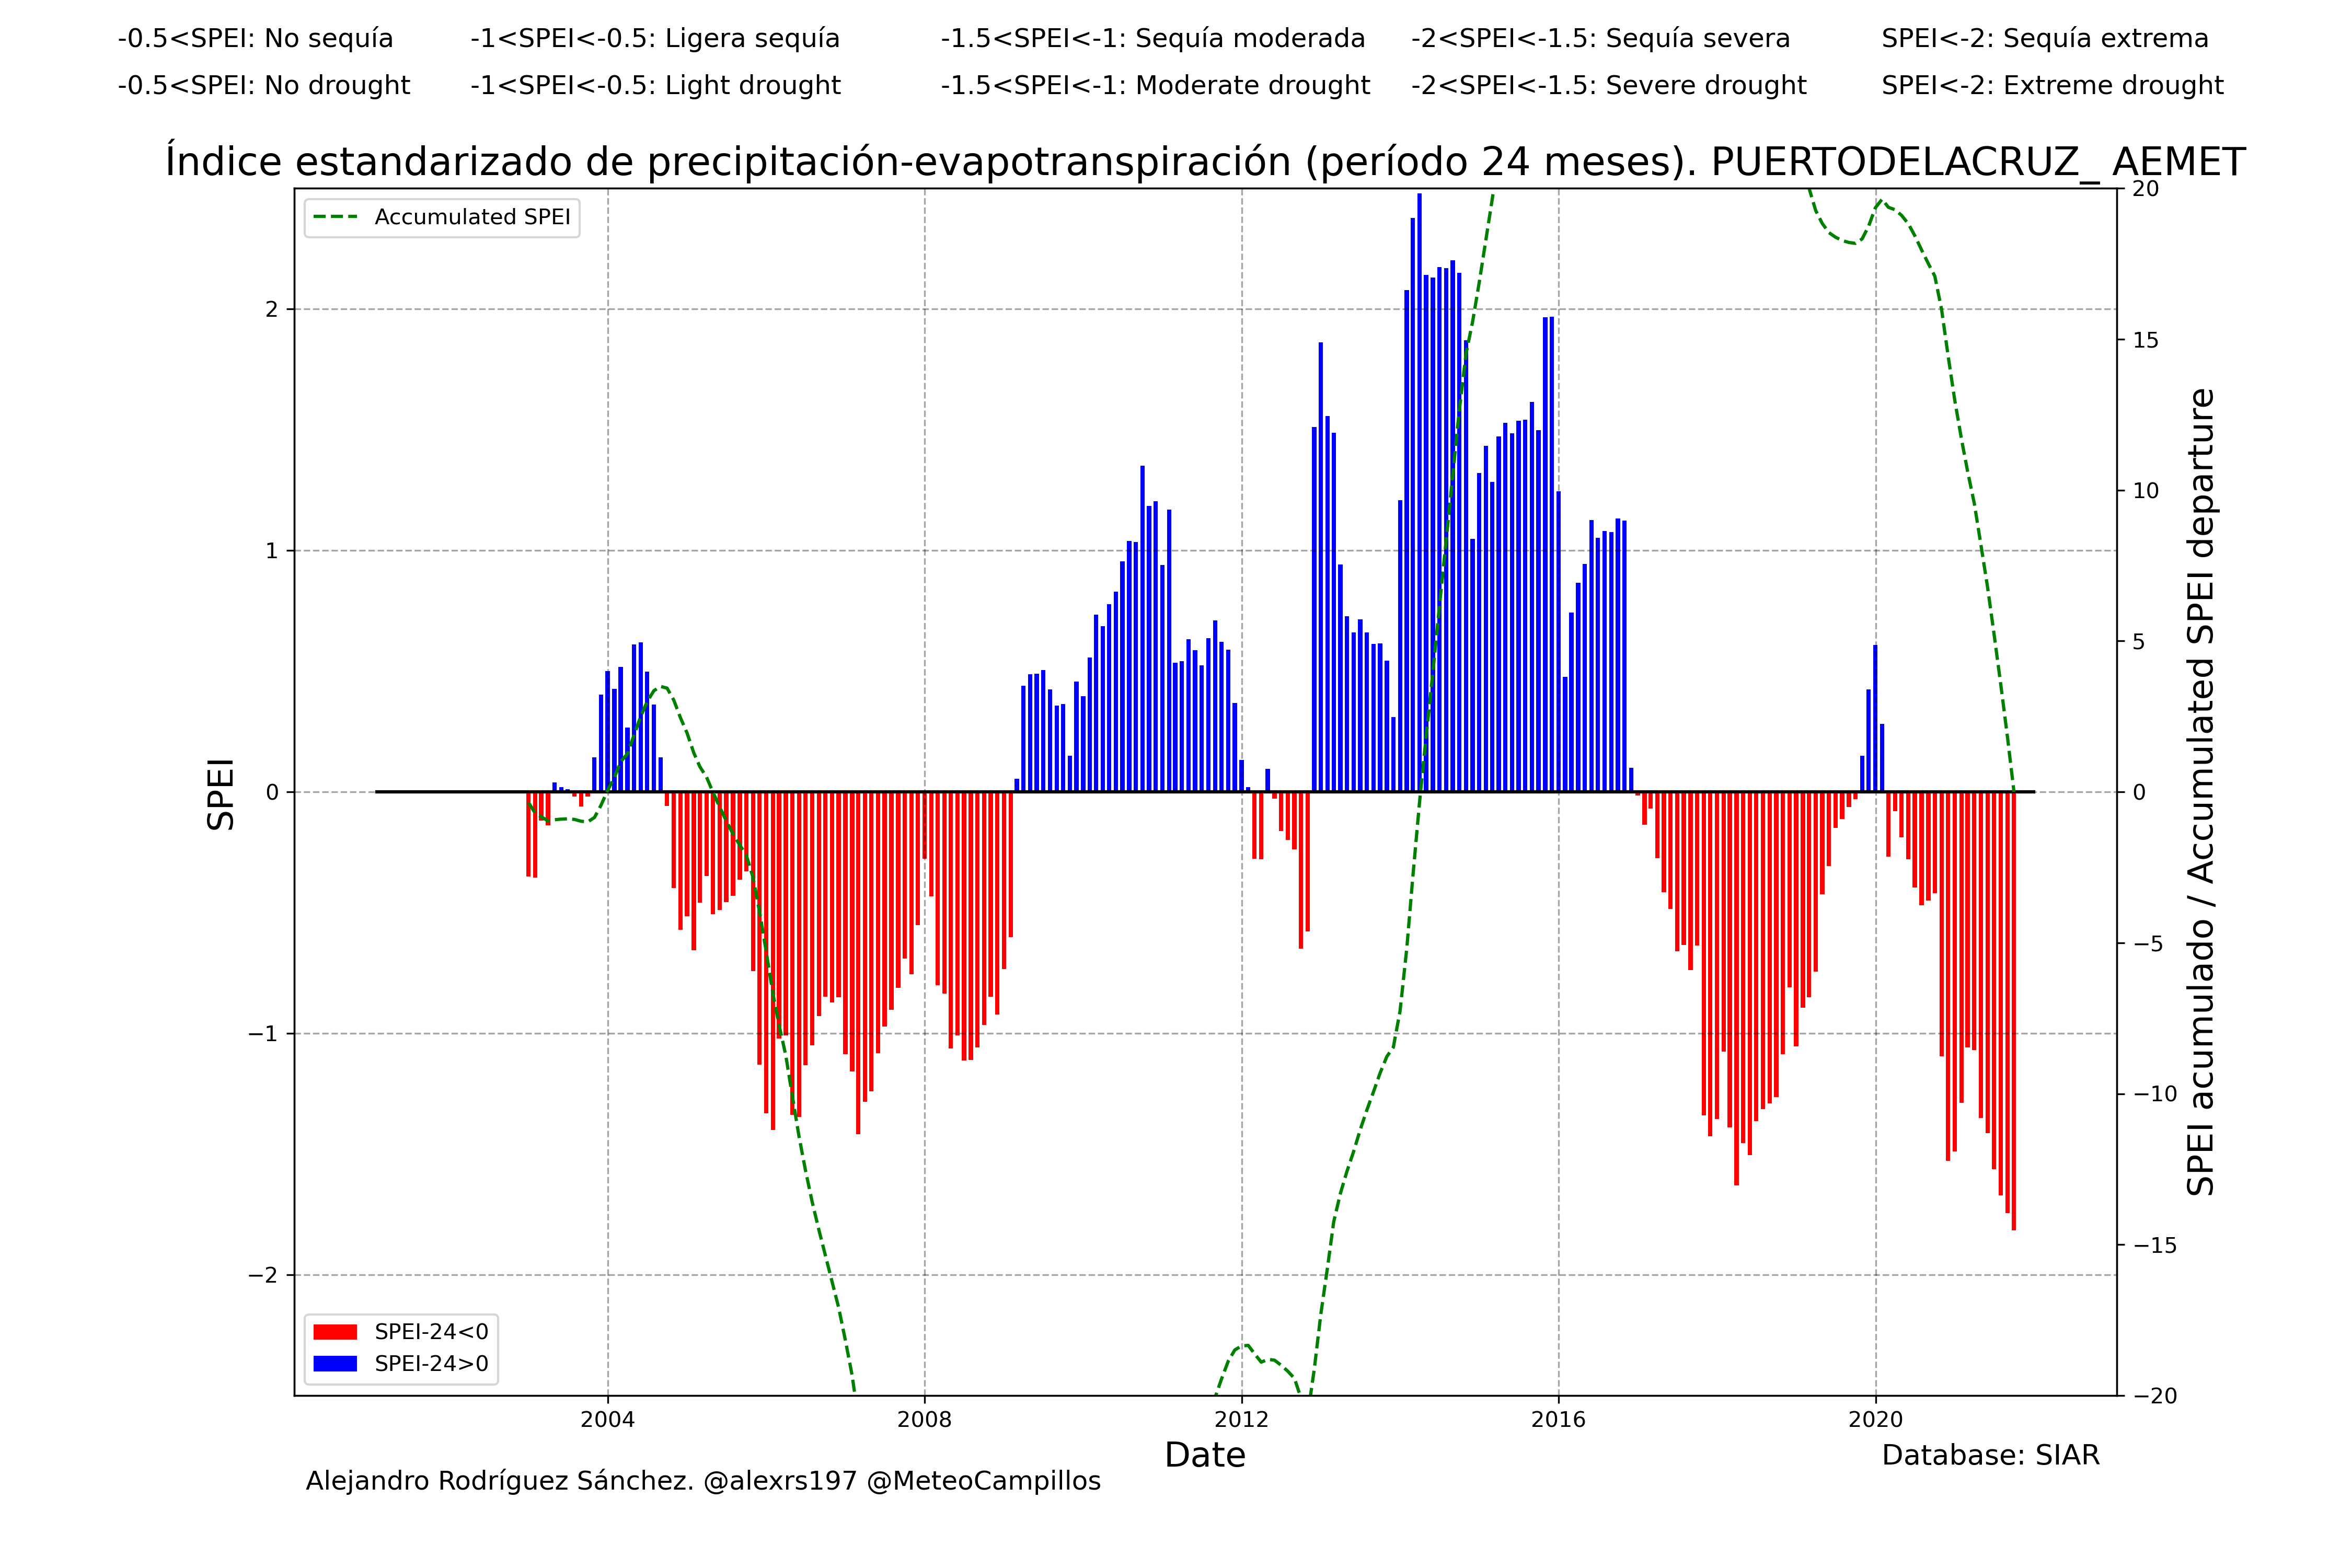 -0.5<SPEI: No sequía -1<SPEI<-0.5: Ligera sequía -1.5<SPEI<-1: Sequía moderada -2<SPEI<-1.5: Sequía severa SPEI<-2: Sequía extrema
-0.5<SPEI: No drought -1<SPEI<-0.5: Light drought -1.5<SPEI<-1: Moderate drought -2<SPEI<-1.5: Severe drought SPEI<-2: Extreme drought
Índice estandarizado de precipitación-evapotranspiración (período 24 meses). PUERTODELACRUZ_ AEMET
Accumulated SPEI
SPEI
2
1
0
−1
−2
20
15
10
5
0
−5
−10
−15
−20
SPEI acumulado / Accumulated SPEI departure
SPEI-24<0
SPEI-24>0
2004 2008 2012 2016 2020
Date
Database: SIAR
Alejandro Rodríguez Sánchez. @alexrs197 @MeteoCampillos